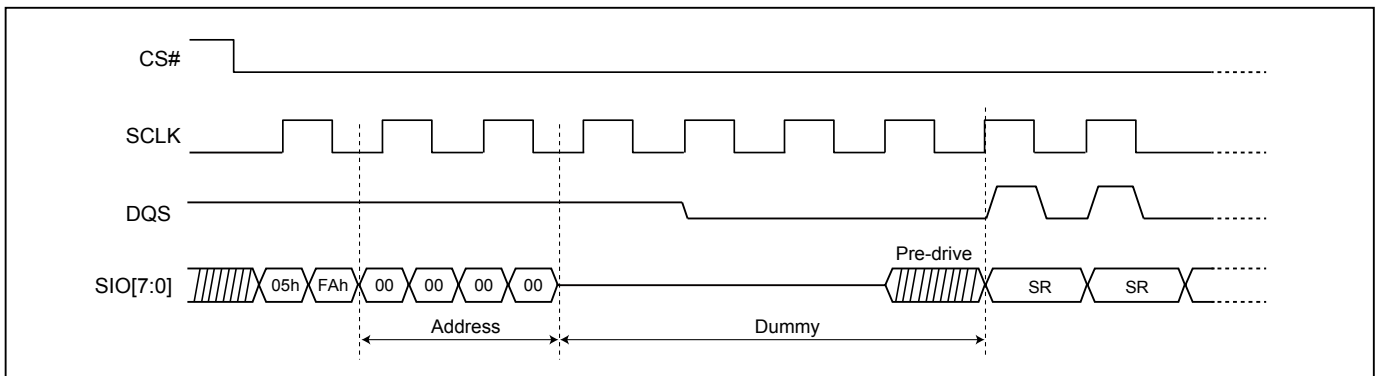 CS#
SCLK
DQS
Pre-drive
SIO[7:0] 05h FAh 00 00 00 00 SR SR
Address Dummy